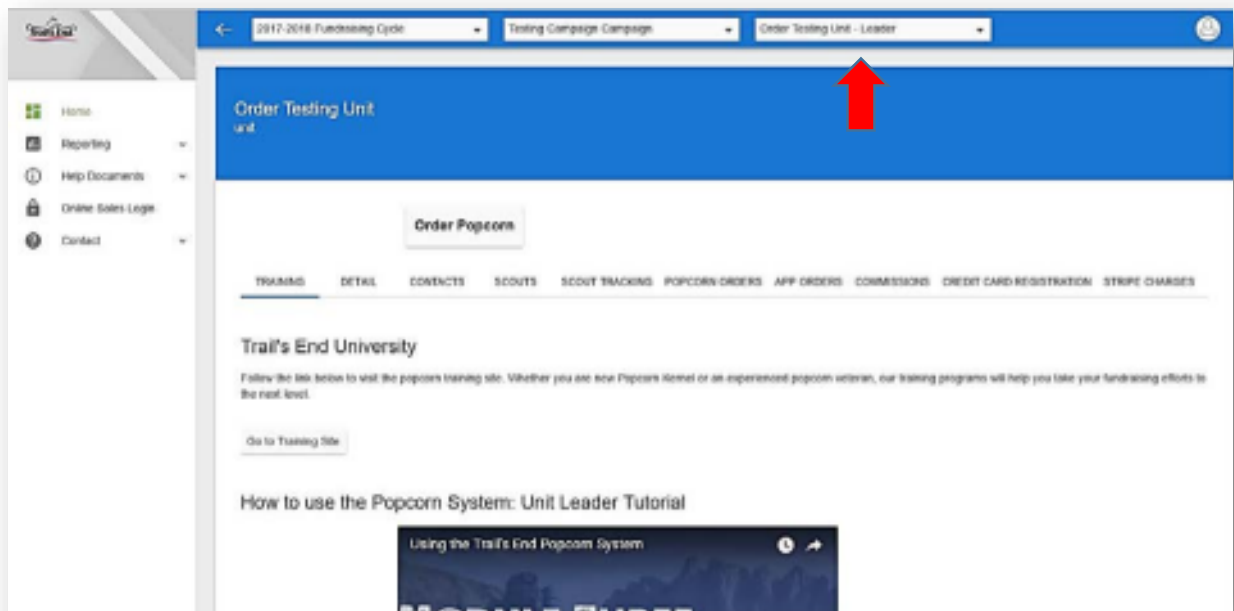 Trail's End
2017-2018 Fundraising Cycle
Testing Campaign Campaign
Order Testing Unit - Leader
Home
Reporting
Help Documents
Online Sales Login
Contact
Order Testing Unit
unit
Order Popcorn
TRAINING DETAIL CONTACTS SCOUTS SCOUT TRACKING POPCORN ORDERS APP ORDERS COMMISSIONS CREDIT CARD REGISTRATION STRIPE CHARGES
Trail's End University
Follow the link below to visit the popcorn training site. Whether you are new Popcorn Kernel or an experienced popcorn veteran, our training programs will help you take your fundraising efforts to
the next level.
Go to Training Site
How to use the Popcorn System: Unit Leader Tutorial
Using the Trail's End Popcorn System
MODULE THREE